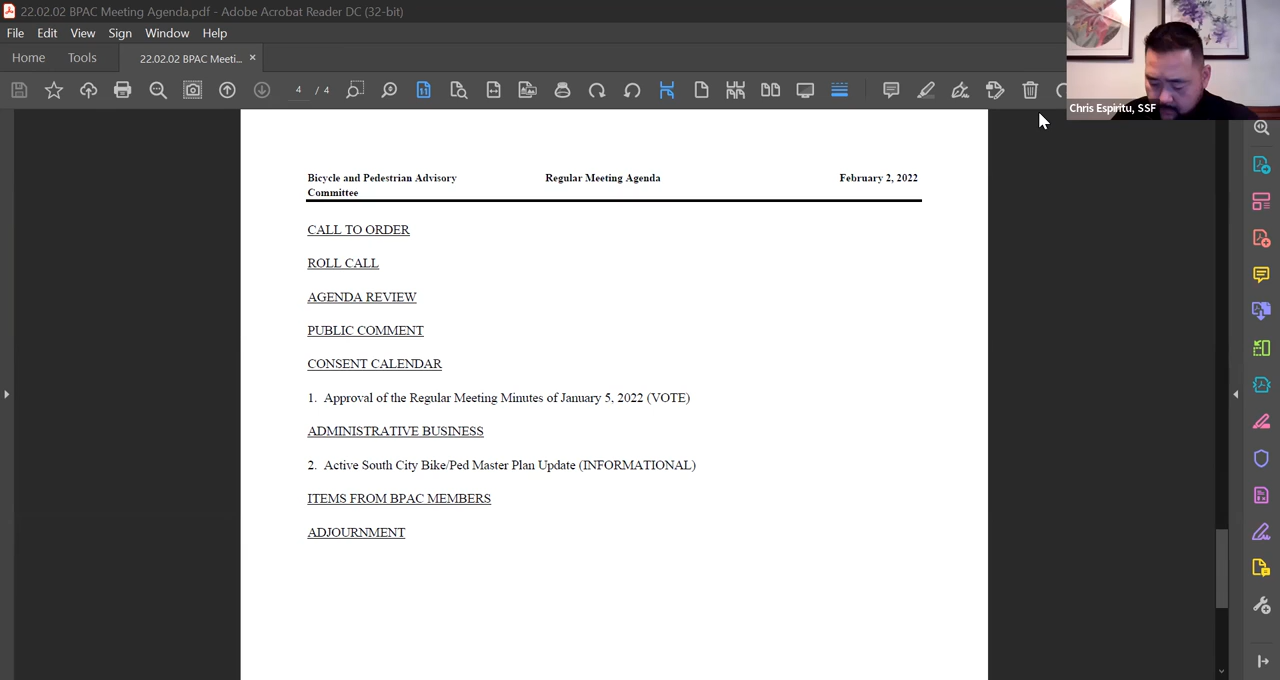 22.02.02 BPAC Meeting Agenda.pdf - Adobe Acrobat Reader DC (32-bit)
File Edit View Sign Window Help
Home Tools 22.02.02 BPAC Meeti... ×
4 / 4
Chris Espiritu, SSF
Bicycle and Pedestrian Advisory Regular Meeting Agenda February 2, 2022
Committee
CALL TO ORDER
ROLL CALL
AGENDA REVIEW
PUBLIC COMMENT
CONSENT CALENDAR
1. Approval of the Regular Meeting Minutes of January 5, 2022 (VOTE)
ADMINISTRATIVE BUSINESS
2. Active South City Bike/Ped Master Plan Update (INFORMATIONAL)
ITEMS FROM BPAC MEMBERS
ADJOURNMENT